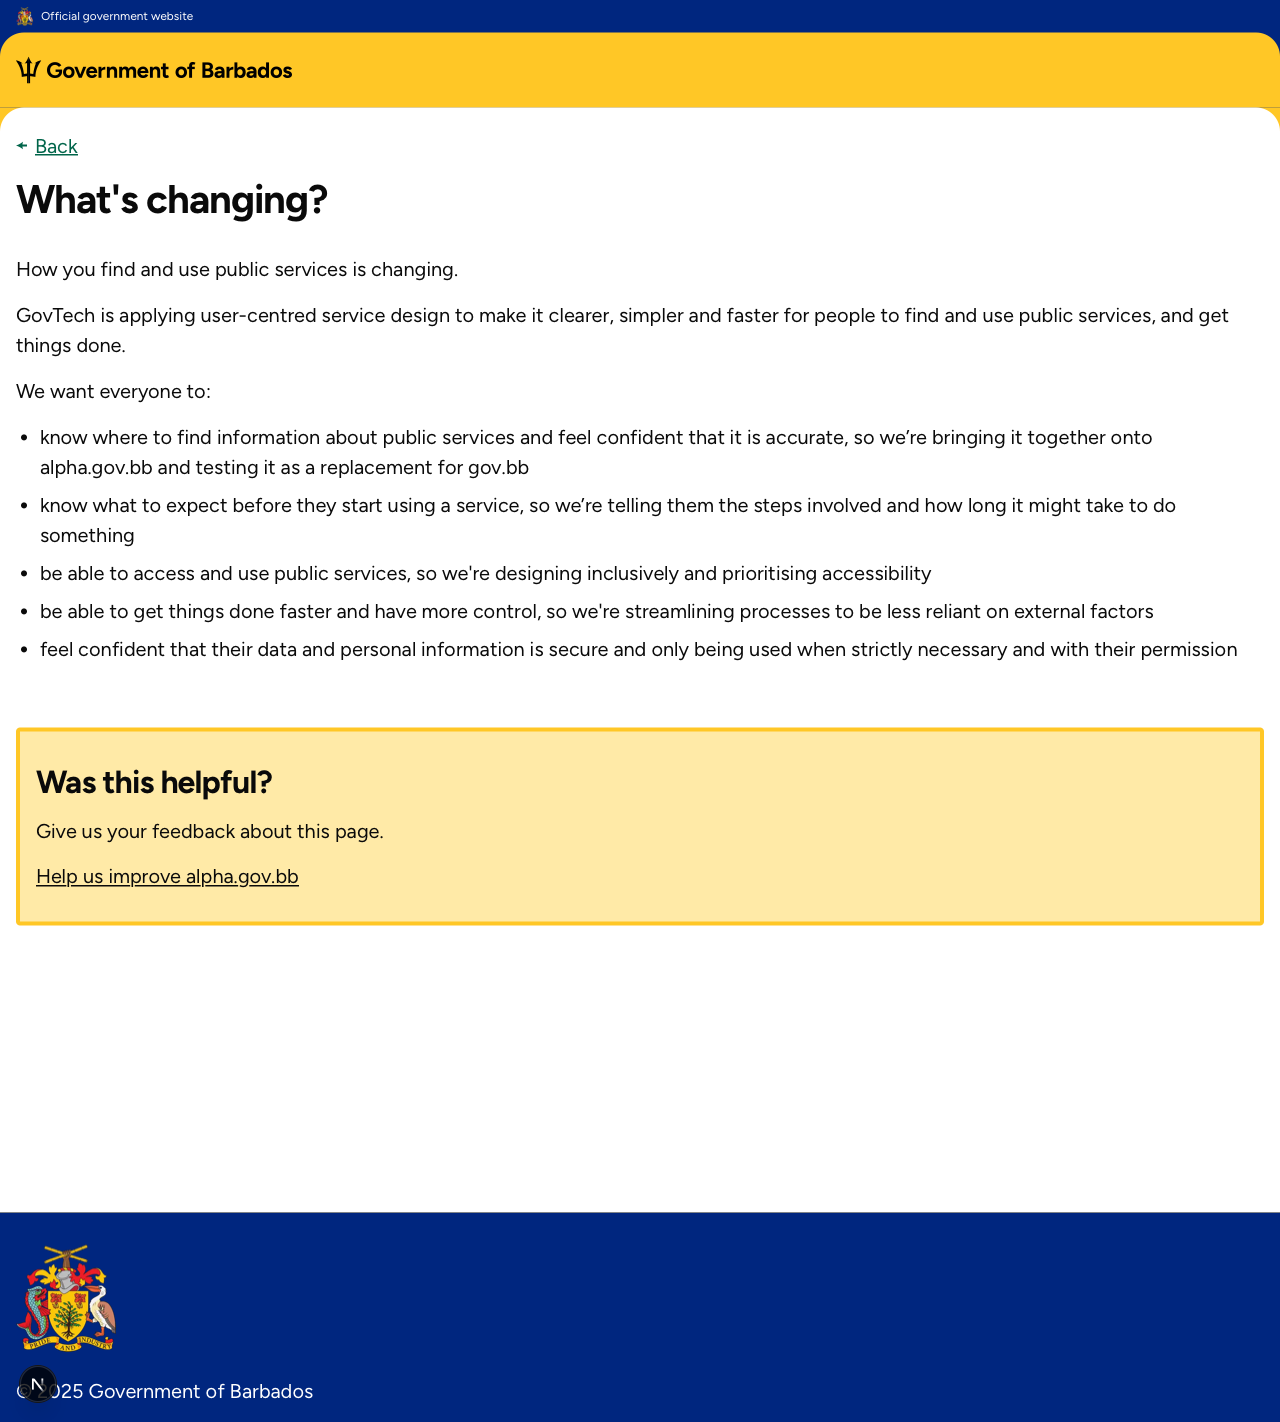 Official government website
Government of Barbados
Back
What's changing?
How you find and use public services is changing.
GovTech is applying user-centred service design to make it clearer, simpler and faster for people to find and use public services, and get
things done.
We want everyone to:
• know where to find information about public services and feel confident that it is accurate, so we’re bringing it together onto
alpha.gov.bb and testing it as a replacement for gov.bb
• know what to expect before they start using a service, so we’re telling them the steps involved and how long it might take to do
something
• be able to access and use public services, so we're designing inclusively and prioritising accessibility
• be able to get things done faster and have more control, so we're streamlining processes to be less reliant on external factors
• feel confident that their data and personal information is secure and only being used when strictly necessary and with their permission
Was this helpful?
Give us your feedback about this page.
Help us improve alpha.gov.bb
PRIDE AND INDUSTRY
N
© 2025 Government of Barbados